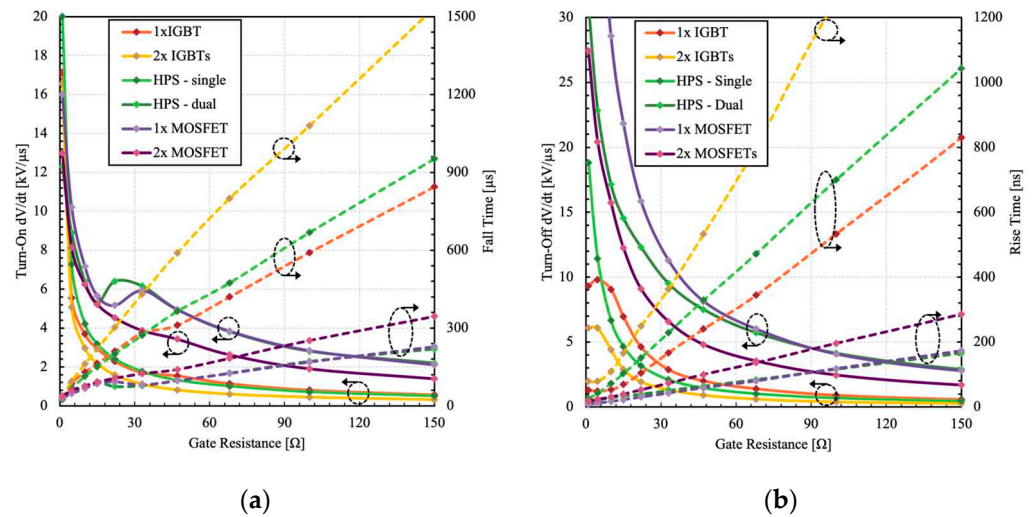 20
18
16
14
12
10
8
6
4
2
0
Turn-On dV/dt [kV/µs]
1xIGBT
2x IGBTs
HPS - single
HPS - dual
1x MOSFET
2x MOSFET
1500
1200
900
600
300
0
Fall Time [µs]
0 30 60 90 120 150
Gate Resistance [Ω]
(a)
30
25
20
15
10
5
0
Turn-Off dV/dt [kV/µs]
1x IGBT
2x IGBTs
HPS - Single
HPS - Dual
1x MOSFET
2x MOSFETs
1200
1000
800
600
400
200
0
Rise Time [ns]
0 30 60 90 120 150
Gate Resistance [Ω]
(b)